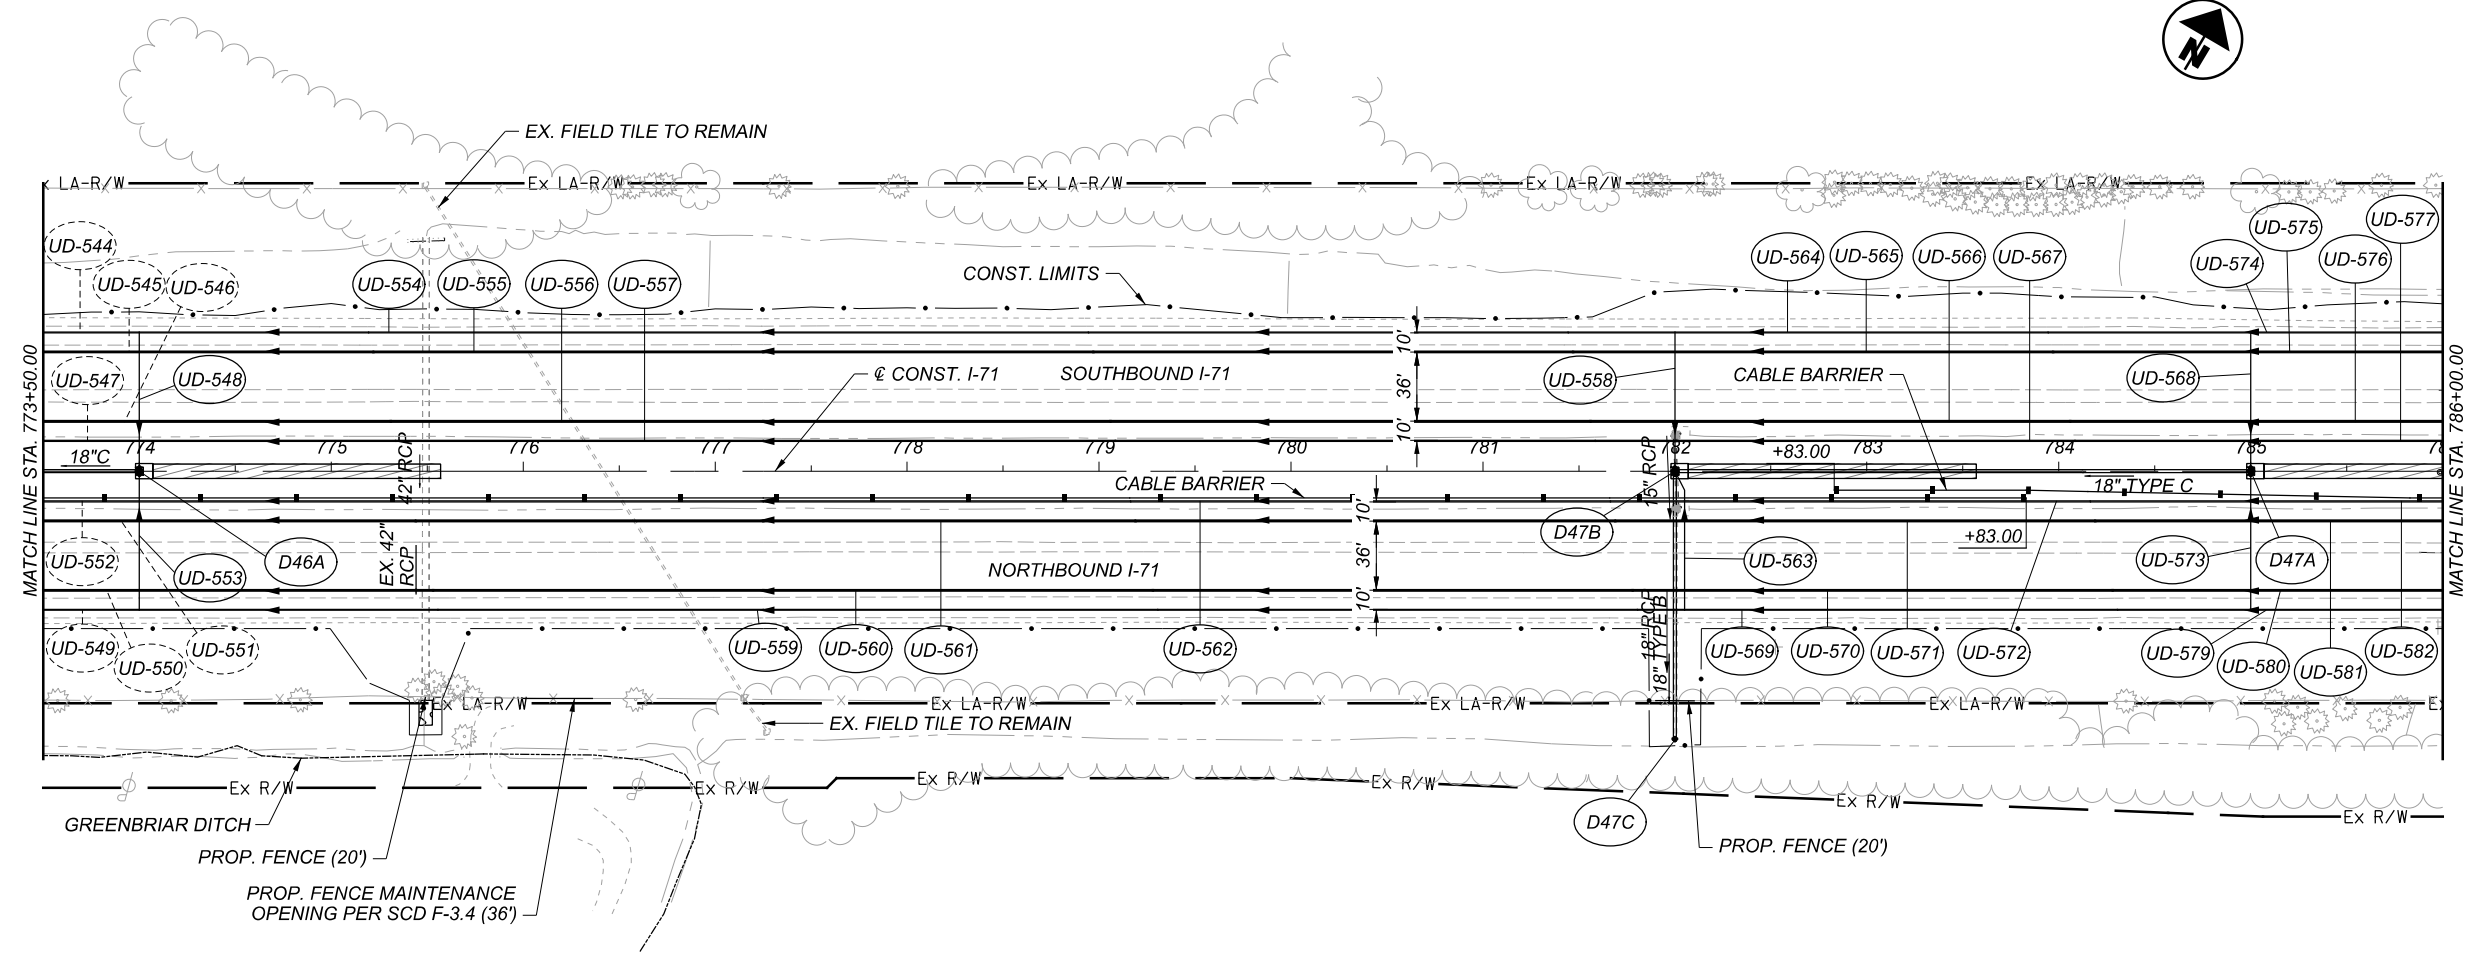 N
EX. FIELD TILE TO REMAIN
LA-R/W
Ex LA-R/W
Ex LA-R/W
Ex LA-R/W
Ex LA-R/W
UD-544
UD-545
UD-546
UD-554
UD-555
UD-556
UD-557
CONST. LIMITS
UD-564
UD-565
UD-566
UD-567
UD-574
UD-575
UD-576
UD-577
MATCH LINE STA. 773+50.00
UD-547
UD-548
℄ CONST. I-71
SOUTHBOUND I-71
10'
36'
10'
UD-558
CABLE BARRIER
UD-568
MATCH LINE STA. 786+00.00
774
775
776
777
778
779
780
781
782
783
784
785
18"C
42" RCP
15" RCP
+83.00
CABLE BARRIER
18" TYPE C
UD-552
UD-553
D46A
EX. 42"
RCP
NORTHBOUND I-71
10'
36'
10'
D47B
UD-563
+83.00
UD-573
D47A
UD-549
UD-550
UD-551
UD-559
UD-560
UD-561
UD-562
18" RCP
18" TYPE B
UD-569
UD-570
UD-571
UD-572
UD-579
UD-580
UD-581
UD-582
Ex LA-R/W
Ex LA-R/W
Ex LA-R/W
Ex LA-R/W
EX. FIELD TILE TO REMAIN
Ex R/W
Ex R/W
Ex R/W
Ex R/W
Ex R/W
Ex R/W
GREENBRIAR DITCH
D47C
PROP. FENCE (20')
PROP. FENCE (20')
PROP. FENCE MAINTENANCE
OPENING PER SCD F-3.4 (36')